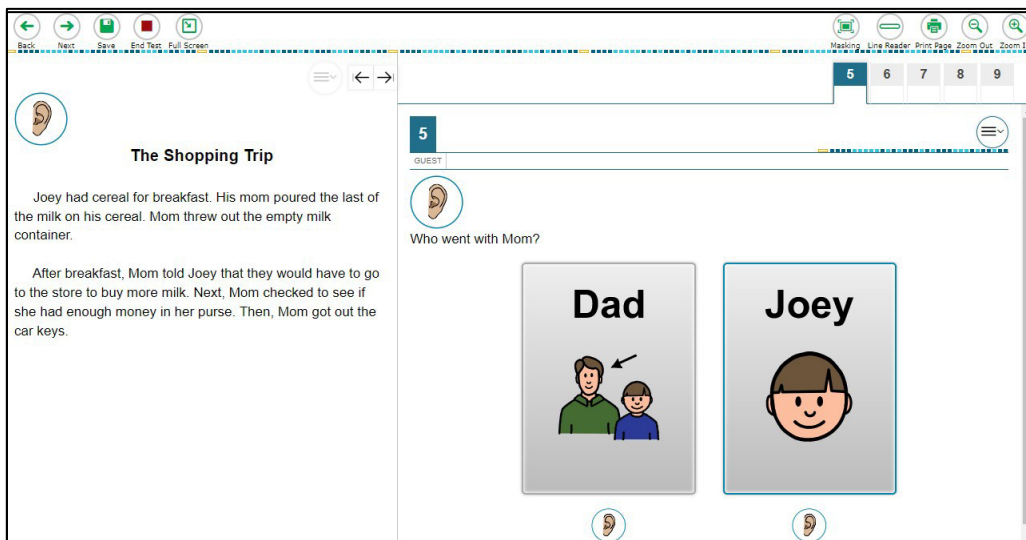 Back Next Save End Test Full Screen Masking Line Reader Print Page Zoom Out Zoom I
5 6 7 8 9
The Shopping Trip
Joey had cereal for breakfast. His mom poured the last of
the milk on his cereal. Mom threw out the empty milk
container.
After breakfast, Mom told Joey that they would have to go
to the store to buy more milk. Next, Mom checked to see if
she had enough money in her purse. Then, Mom got out the
car keys.
5
GUEST
Who went with Mom?
Dad Joey